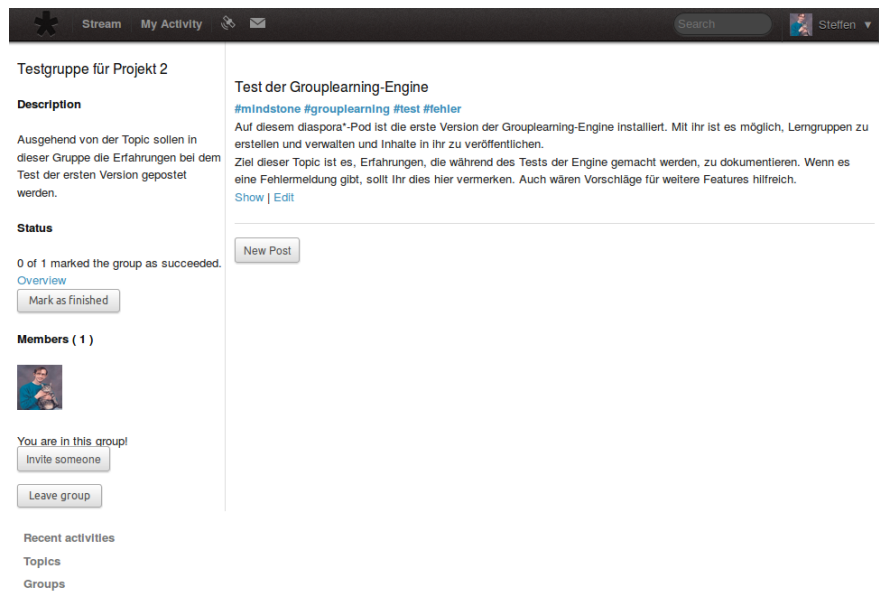 Stream My Activity Search Steffen ▼
Testgruppe für Projekt 2
Description
Ausgehend von der Topic sollen in
dieser Gruppe die Erfahrungen bei dem
Test der ersten Version gepostet
werden.
Status
0 of 1 marked the group as succeeded.
Overview
Mark as finished
Members ( 1 )
You are in this group!
Invite someone
Leave group
Recent activities
Topics
Groups
Test der Grouplearning-Engine
#mindstone #grouplearning #test #fehler
Auf diesem diaspora*-Pod ist die erste Version der Grouplearning-Engine installiert. Mit ihr ist es möglich, Lerngruppen zu
erstellen und verwalten und Inhalte in ihr zu veröffentlichen.
Ziel dieser Topic ist es, Erfahrungen, die während des Tests der Engine gemacht werden, zu dokumentieren. Wenn es
eine Fehlermeldung gibt, sollt Ihr dies hier vermerken. Auch wären Vorschläge für weitere Features hilfreich.
Show | Edit
New Post